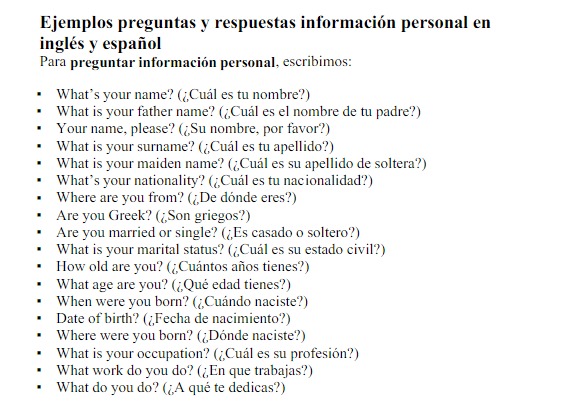 Ejemplos preguntas y respuestas información personal en
inglés y español
Para preguntar información personal, escribimos:
▪ What's your name? (¿Cuál es tu nombre?)
▪ What is your father name? (¿Cuál es el nombre de tu padre?)
▪ Your name, please? (¿Su nombre, por favor?)
▪ What is your surname? (¿Cuál es tu apellido?)
▪ What is your maiden name? (¿Cuál es su apellido de soltera?)
▪ What's your nationality? (¿Cuál es tu nacionalidad?)
▪ Where are you from? (¿De dónde eres?)
▪ Are you Greek? (¿Son griegos?)
▪ Are you married or single? (¿Es casado o soltero?)
▪ What is your marital status? (¿Cuál es su estado civil?)
▪ How old are you? (¿Cuántos años tienes?)
▪ What age are you? (¿Qué edad tienes?)
▪ When were you born? (¿Cuándo naciste?)
▪ Date of birth? (¿Fecha de nacimiento?)
▪ Where were you born? (¿Dónde naciste?)
▪ What is your occupation? (¿Cuál es su profesión?)
▪ What work do you do? (¿En que trabajas?)
▪ What do you do? (¿A qué te dedicas?)